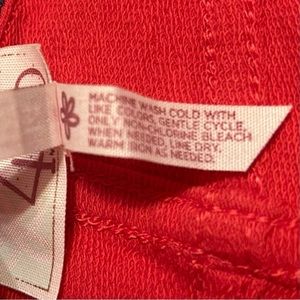 MACHINE WASH COLD WITH
LIKE COLORS, GENTLE CYCLE.
ONLY NON-CHLORINE BLEACH
WHEN NEEDED, LINE DRY.
WARM IRON AS NEEDED.